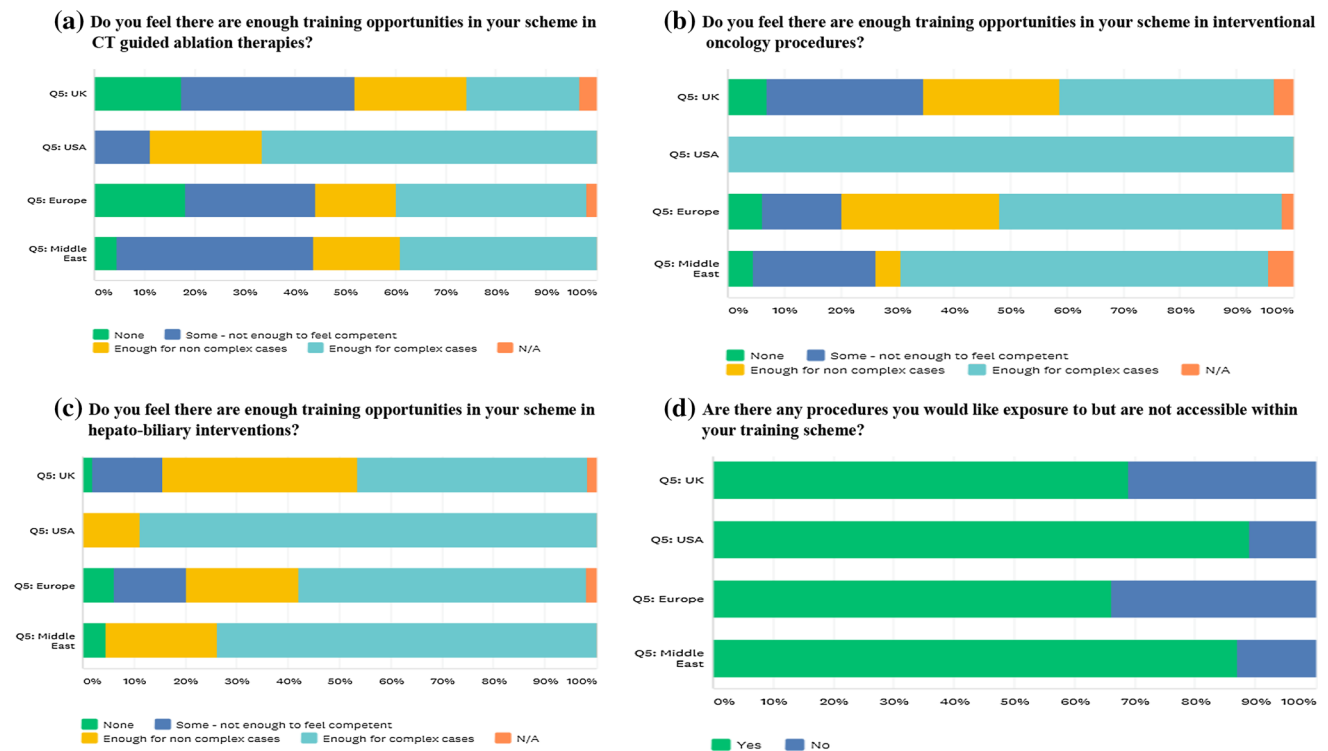 (a) Do you feel there are enough training opportunities in your scheme in
CT guided ablation therapies?
Q5: UK
Q5: USA
Q5: Europe
Q5: Middle
East
0% 10% 20% 30% 40% 50% 60% 70% 80% 90% 100%
None Some - not enough to feel competent
Enough for non complex cases Enough for complex cases N/A
(b) Do you feel there are enough training opportunities in your scheme in interventional
oncology procedures?
Q5: UK
Q5: USA
Q5: Europe
Q5: Middle
East
0% 10% 20% 30% 40% 50% 60% 70% 80% 90% 100%
None Some - not enough to feel competent
Enough for non complex cases Enough for complex cases N/A
(c) Do you feel there are enough training opportunities in your scheme in
hepato-biliary interventions?
Q5: UK
Q5: USA
Q5: Europe
Q5: Middle
East
0% 10% 20% 30% 40% 50% 60% 70% 80% 90% 100%
None Some - not enough to feel competent
Enough for non complex cases Enough for complex cases N/A
(d) Are there any procedures you would like exposure to but are not accessible within
your training scheme?
Q5: UK
Q5: USA
Q5: Europe
Q5: Middle
East
0% 10% 20% 30% 40% 50% 60% 70% 80% 90% 100%
Yes No